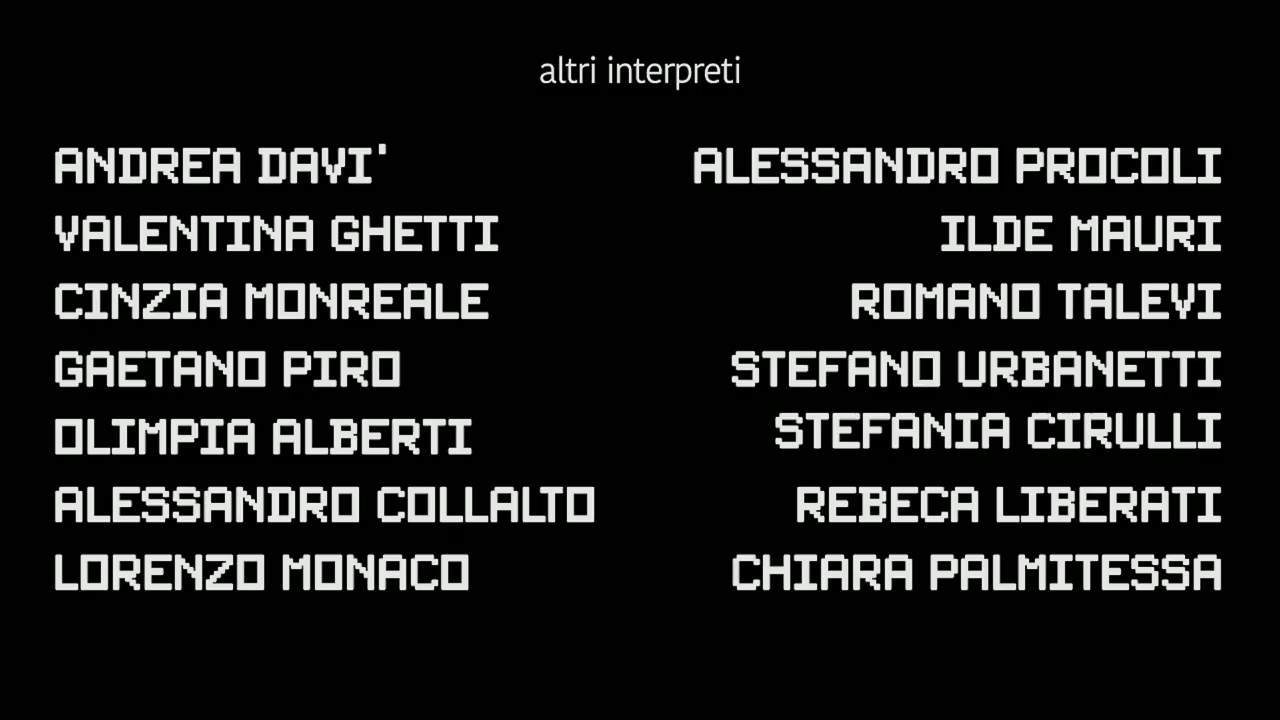 altri interpreti
ANDREA DAVI'
VALENTINA GHETTI
CINZIA MONREALE
GAETANO PIRO
OLIMPIA ALBERTI
ALESSANDRO COLLALTO
LORENZO MONACO
ALESSANDRO PROCOLI
ILDE MAURI
ROMANO TALEVI
STEFANO URBANETTI
STEFANIA CIRULLI
REBECA LIBERATI
CHIARA PALMITESSA